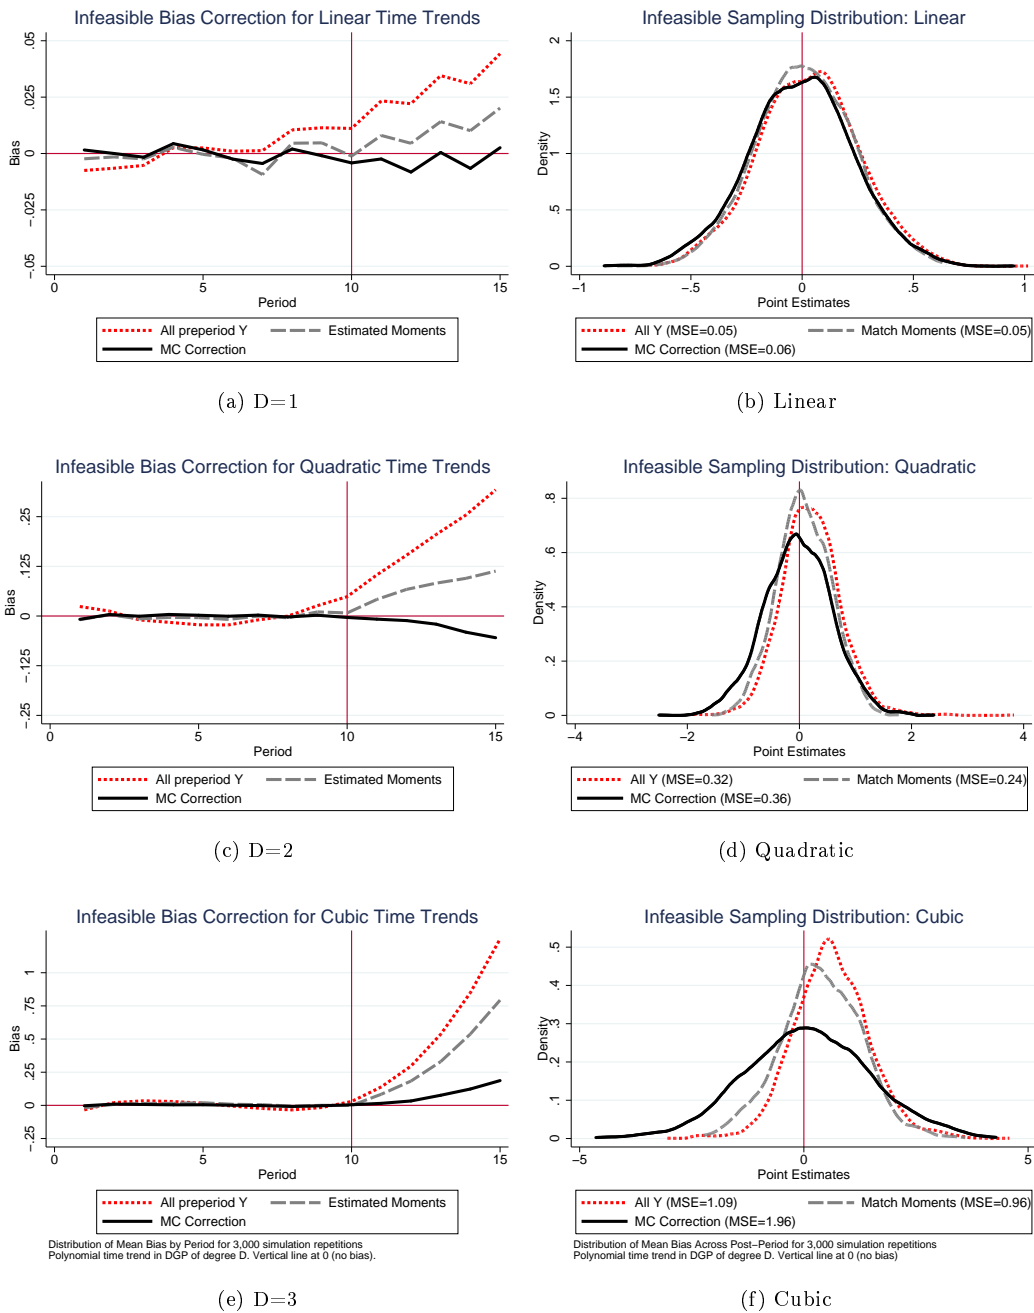 Infeasible Bias Correction for Linear Time Trends
.05
.025
0
−.025
−.05
Bias
0
5
10
15
Period
All preperiod Y
Estimated Moments
MC Correction
(a) D=1
Infeasible Sampling Distribution: Linear
2
1.5
1
.5
0
Density
−1
−.5
0
.5
1
Point Estimates
All Y (MSE=0.05)
Match Moments (MSE=0.05)
MC Correction (MSE=0.06)
(b) Linear
Infeasible Bias Correction for Quadratic Time Trends
.25
.125
0
−.125
−.25
Bias
0
5
10
15
Period
All preperiod Y
Estimated Moments
MC Correction
(c) D=2
Infeasible Sampling Distribution: Quadratic
.8
.6
.4
.2
0
Density
−4
−2
0
2
4
Point Estimates
All Y (MSE=0.32)
Match Moments (MSE=0.24)
MC Correction (MSE=0.36)
(d) Quadratic
Infeasible Bias Correction for Cubic Time Trends
1
.75
.5
.25
0
−.25
Bias
0
5
10
15
Period
All preperiod Y
Estimated Moments
MC Correction
Distribution of Mean Bias by Period for 3,000 simulation repetitions
Polynomial time trend in DGP of degree D. Vertical line at 0 (no bias).
(e) D=3
Infeasible Sampling Distribution: Cubic
.5
.4
.3
.2
.1
0
Density
−5
0
5
Point Estimates
All Y (MSE=1.09)
Match Moments (MSE=0.96)
MC Correction (MSE=1.96)
Distribution of Mean Bias Across Post−Period for 3,000 simulation repetitions
Polynomial time trend in DGP of degree D. Vertical line at 0 (no bias)
(f) Cubic